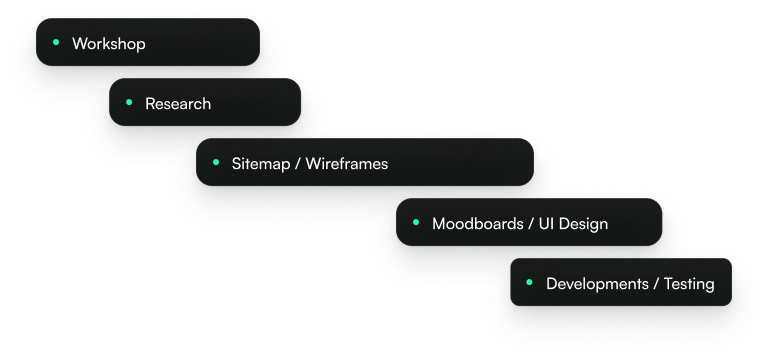 Workshop
Research
Sitemap / Wireframes
Moodboards / UI Design
Developments / Testing